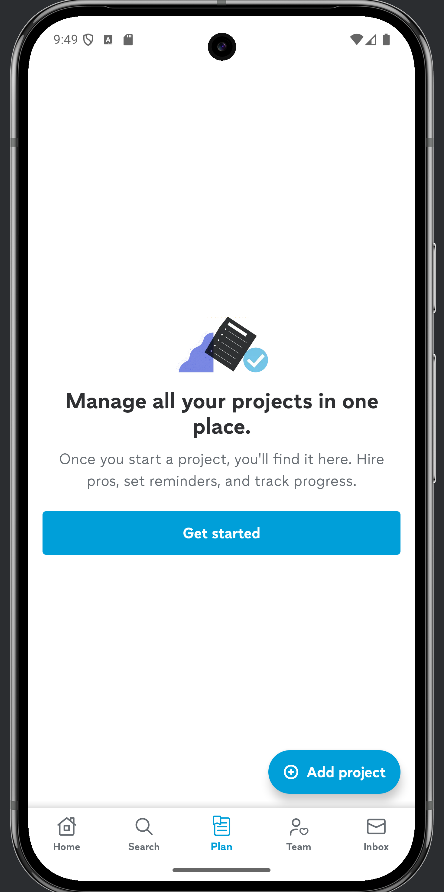 9:49
Manage all your projects in one
place.
Once you start a project, you'll find it here. Hire
pros, set reminders, and track progress.
Get started
Add project
Home
Search
Plan
Team
Inbox